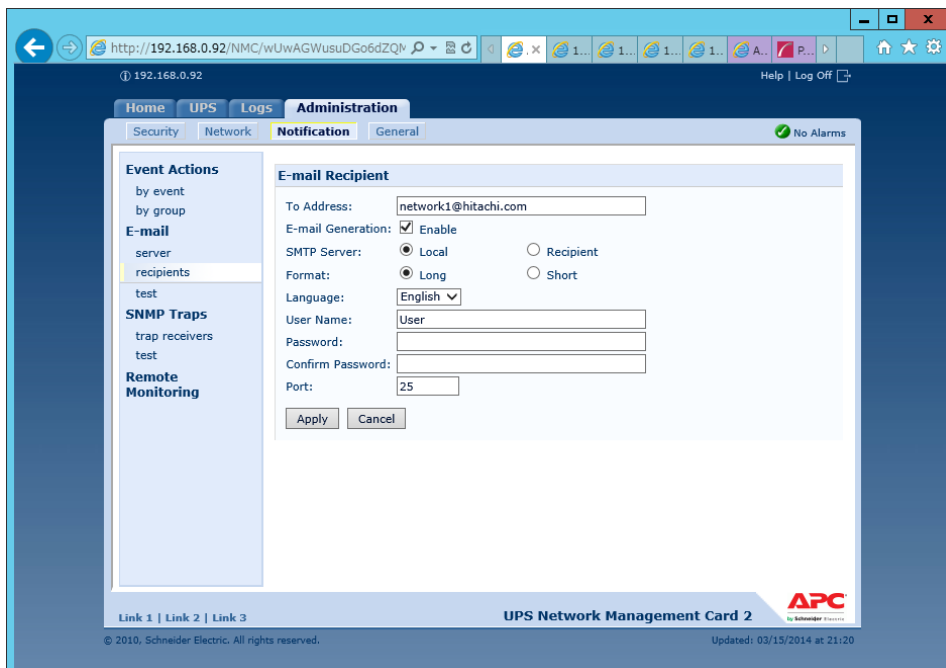 http://192.168.0.92/NMC/wUwAGWusuDGo6dZQN
1...
1...
1...
1...
A...
P...
192.168.0.92
Help | Log Off
Home UPS Logs Administration
Security Network Notification General
No Alarms
Event Actions
by event
by group
E-mail
server
recipients
test
SNMP Traps
trap receivers
test
Remote
Monitoring
E-mail Recipient
To Address: network1@hitachi.com
E-mail Generation: Enable
SMTP Server: Local Recipient
Format: Long Short
Language: English
User Name: User
Password:
Confirm Password:
Port: 25
Apply Cancel
Link 1 | Link 2 | Link 3
UPS Network Management Card 2
APC
by Schneider Electric
© 2010, Schneider Electric. All rights reserved.
Updated: 03/15/2014 at 21:20